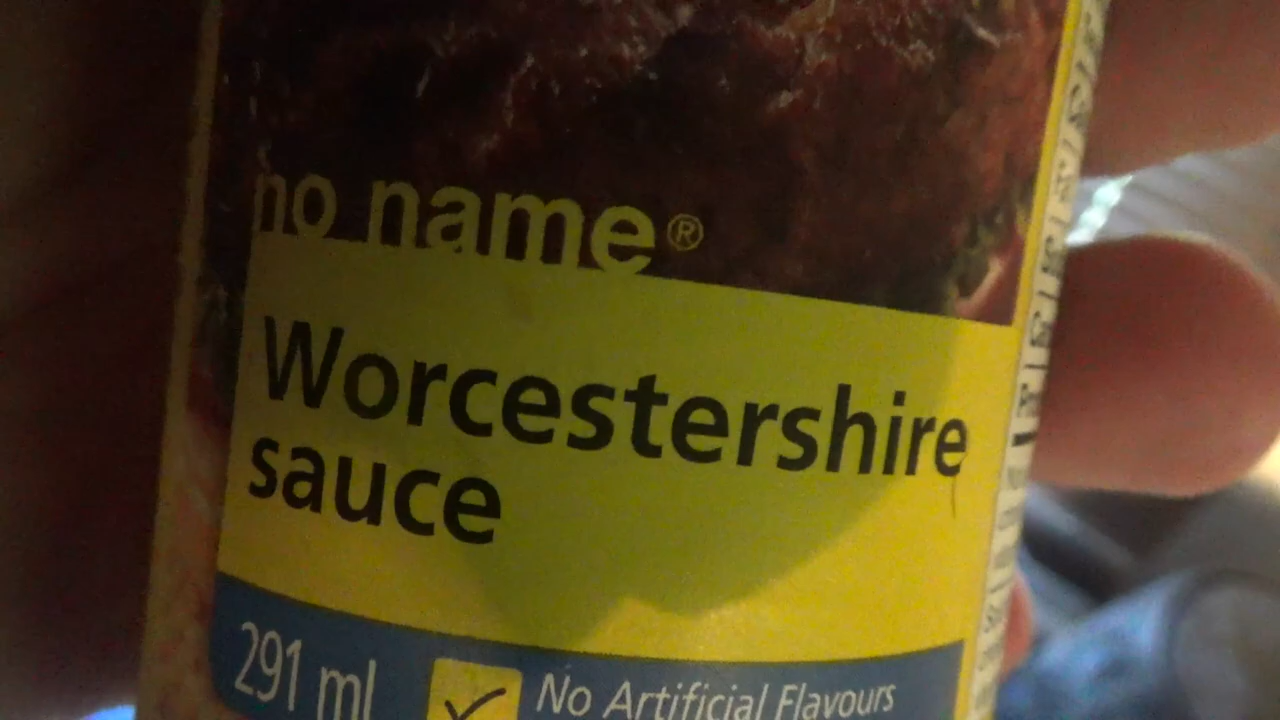 no name®
Worcestershire
sauce
291 ml
No Artificial Flavours